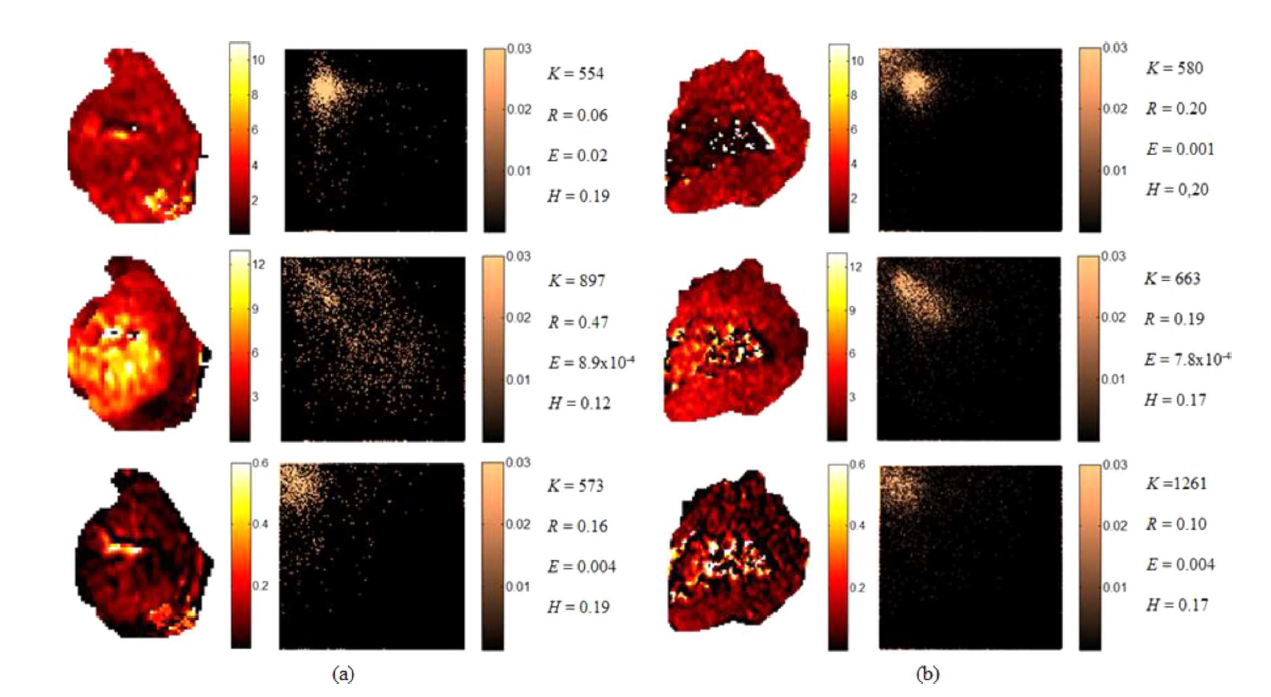 10
8
6
4
2
0.03
0.02
0.01
K = 554
R = 0.06
E = 0.02
H = 0.19
10
8
6
4
2
0.03
0.02
0.01
K = 580
R = 0.20
E = 0.001
H = 0,20
12
9
6
3
0.03
0.02
0.01
K = 897
R = 0.47
E = 8.9x10⁻⁴
H = 0.12
12
9
6
3
0.03
0.02
0.01
K = 663
R = 0.19
E = 7.8x10⁻⁴
H = 0.17
0.6
0.4
0.2
0.03
0.02
0.01
K = 573
R = 0.16
E = 0.004
H = 0.19
0.6
0.4
0.2
0.03
0.02
0.01
K =1261
R = 0.10
E = 0.004
H = 0.17
(a)
(b)